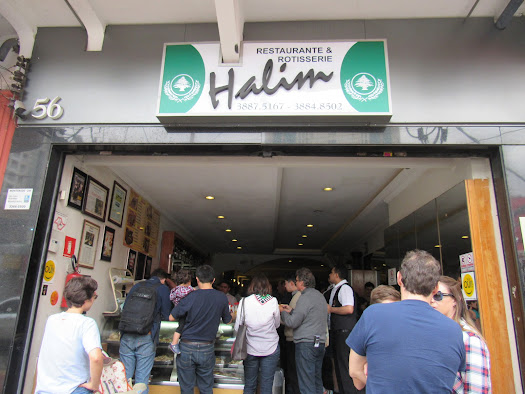 RESTAURANTE &
ROTISSERIE
Halim
3887.5167 - 3884.8502
56